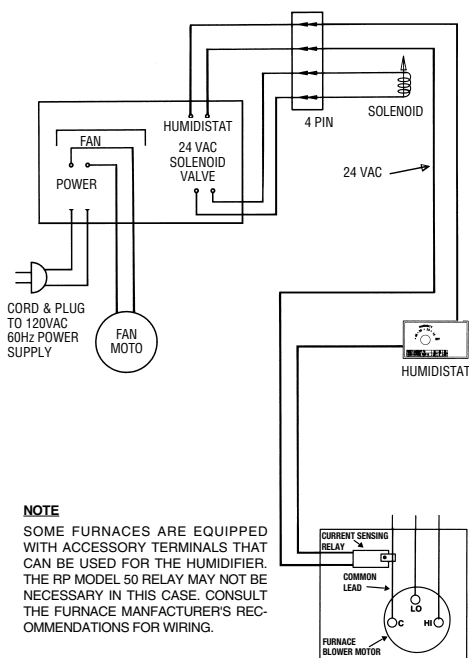 HUMIDISTAT
FAN
24 VAC
SOLENOID
VALVE
POWER
4 PIN
SOLENOID
24 VAC
CORD & PLUG
TO 120VAC
60Hz POWER
SUPPLY
FAN
MOTO
HUMIDISTAT
NOTE
SOME FURNACES ARE EQUIPPED
WITH ACCESSORY TERMINALS THAT
CAN BE USED FOR THE HUMIDIFIER.
THE RP MODEL 50 RELAY MAY NOT BE
NECESSARY IN THIS CASE. CONSULT
THE FURNACE MANFACTURER'S REC-
OMMENDATIONS FOR WIRING.
CURRENT SENSING
RELAY
COMMON
LEAD
LO
C
HI
FURNACE
BLOWER MOTOR